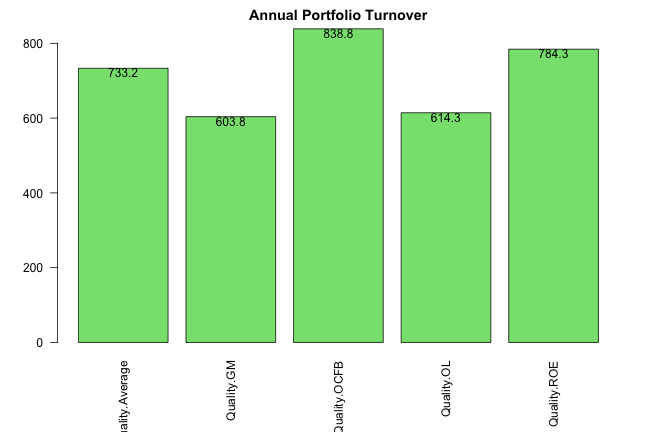 Annual Portfolio Turnover
800
600
400
200
0
733.2
603.8
838.8
614.3
784.3
ality.Average
Quality.GM
Quality.OCFB
Quality.OL
Quality.ROE